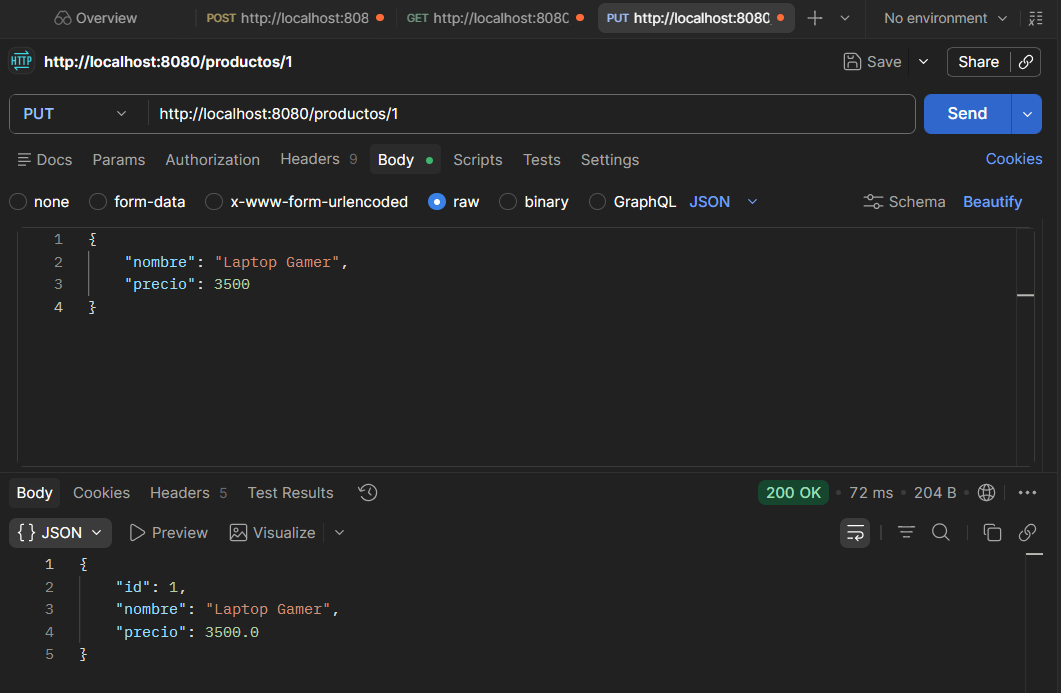 Overview POST http://localhost:808 GET http://localhost:8080 PUT http://localhost:8080 No environment
HTTP http://localhost:8080/productos/1 Save Share
PUT http://localhost:8080/productos/1 Send
Docs Params Authorization Headers 9 Body Scripts Tests Settings Cookies
none form-data x-www-form-urlencoded raw binary GraphQL JSON Schema Beautify
1 {
2 "nombre": "Laptop Gamer",
3 "precio": 3500
4 }
Body Cookies Headers 5 Test Results 200 OK • 72 ms • 204 B •
{} JSON Preview Visualize
1 {
2 "id": 1,
3 "nombre": "Laptop Gamer",
4 "precio": 3500.0
5 }